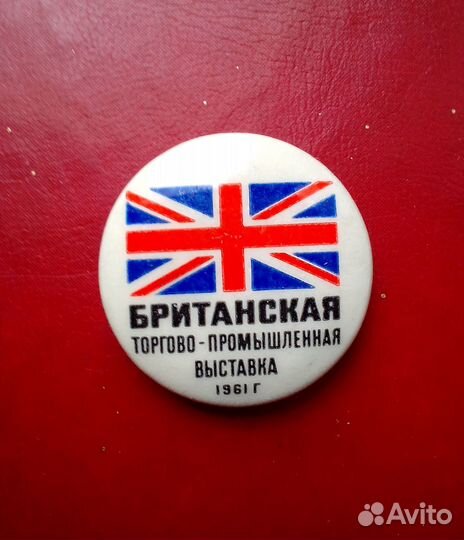 БРИТАНСКАЯ
ТОРГОВО-ПРОМЫШЛЕННАЯ
ВЫСТАВКА
1961 Г
Avito